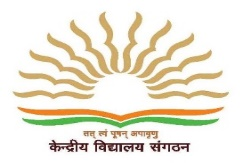 तत् त्वं पूषन् अपावृणु
केन्द्रीय विद्यालय संगठन